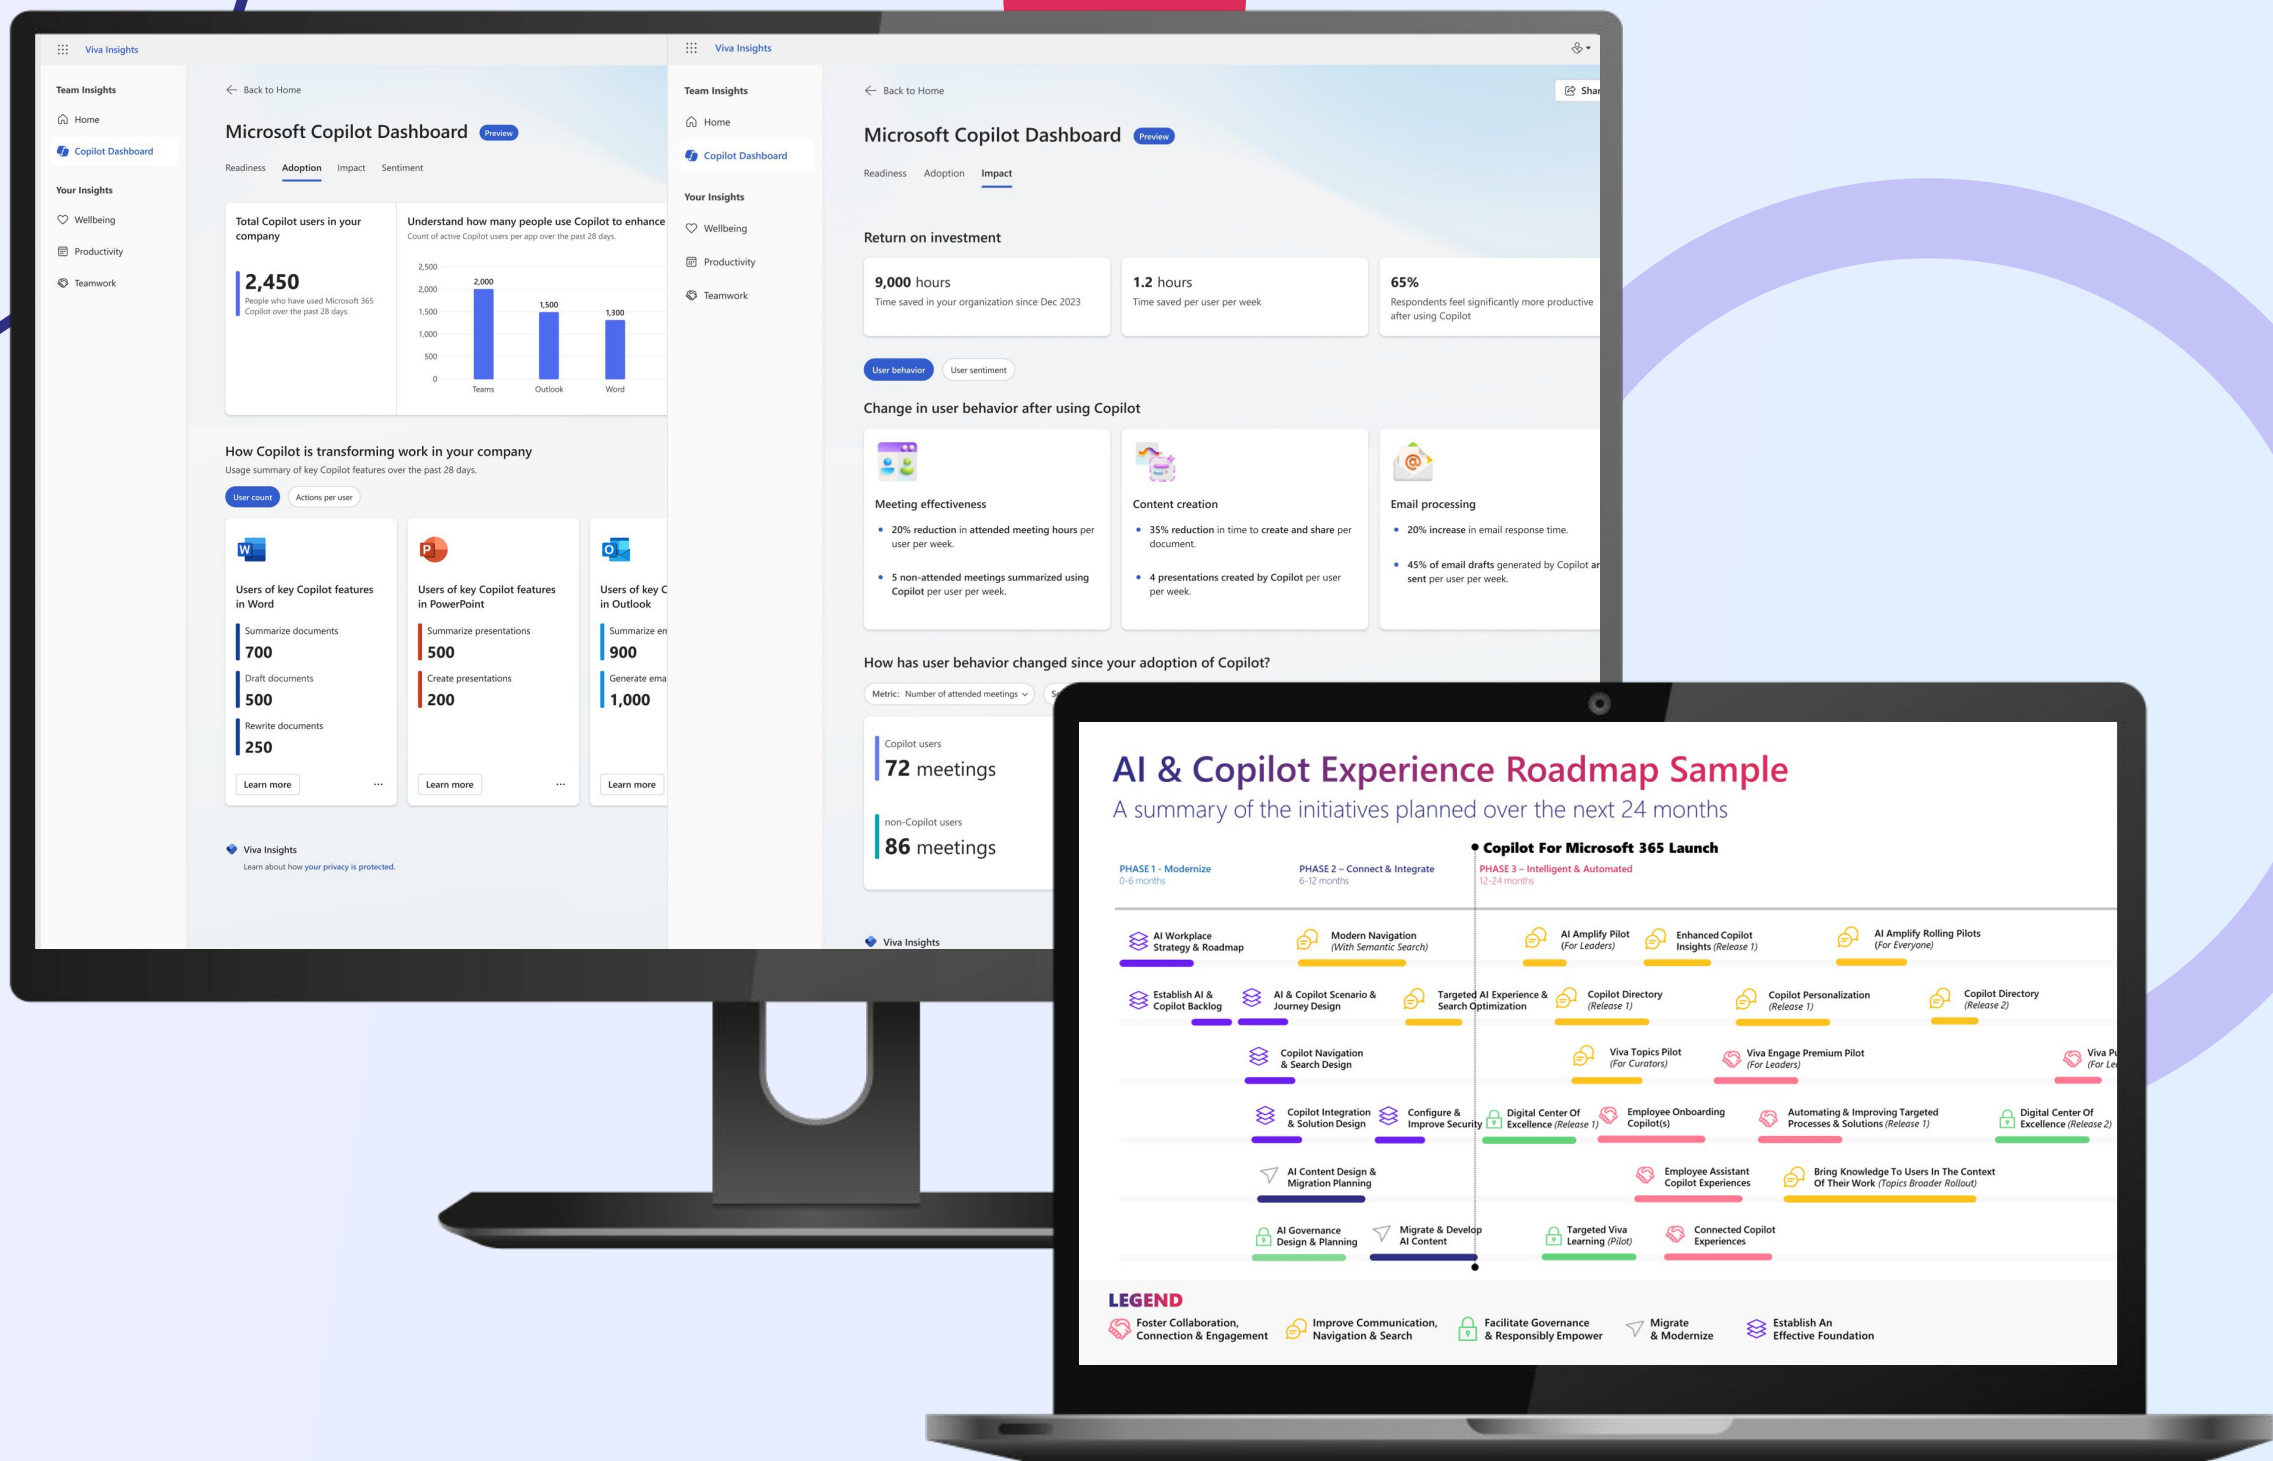 Viva Insights
Team Insights
Home
Copilot Dashboard
Your Insights
Wellbeing
Productivity
Teamwork
Back to Home
Microsoft Copilot Dashboard
Preview
Readiness Adoption Impact Sentiment
Total Copilot users in your
company
2,450
People who have used Microsoft 365
Copilot over the past 28 days.
Understand how many people use Copilot to enhance
Count of active Copilot users per app over the past 28 days.
2,500
2,000
1,500
1,000
500
0
2,000
1,500
1,300
Teams Outlook Word
How Copilot is transforming work in your company
Usage summary of key Copilot features over the past 28 days.
User count Actions per user
W
Users of key Copilot features
in Word
Summarize documents
700
Draft documents
500
Rewrite documents
250
Learn more
P
Users of key Copilot features
in PowerPoint
Summarize presentations
500
Create presentations
200
Learn more
O
Users of key C
in Outlook
Summarize em
900
Generate ema
1,000
Learn more
Viva Insights
Learn about how your privacy is protected.
Viva Insights
Team Insights
Home
Copilot Dashboard
Your Insights
Wellbeing
Productivity
Teamwork
Back to Home
Shar
Microsoft Copilot Dashboard
Preview
Readiness Adoption Impact
Return on investment
9,000 hours
Time saved in your organization since Dec 2023
1.2 hours
Time saved per user per week
65%
Respondents feel significantly more productive
after using Copilot
User behavior User sentiment
Change in user behavior after using Copilot
Meeting effectiveness
• 20% reduction in attended meeting hours per
user per week.
• 5 non-attended meetings summarized using
Copilot per user per week.
Content creation
• 35% reduction in time to create and share per
document.
• 4 presentations created by Copilot per user
per week.
Email processing
• 20% increase in email response time.
• 45% of email drafts generated by Copilot ar
sent per user per week.
How has user behavior changed since your adoption of Copilot?
Metric: Number of attended meetings
Copilot users
72 meetings
non-Copilot users
86 meetings
Viva Insights
AI & Copilot Experience Roadmap Sample
A summary of the initiatives planned over the next 24 months
Copilot For Microsoft 365 Launch
PHASE 1 - Modernize
0-6 months
PHASE 2 – Connect & Integrate
6-12 months
PHASE 3 – Intelligent & Automated
12-24 months
AI Workplace
Strategy & Roadmap
Modern Navigation
(With Semantic Search)
AI Amplify Pilot
(For Leaders)
Enhanced Copilot
Insights (Release 1)
AI Amplify Rolling Pilots
(For Everyone)
Establish AI &
Copilot Backlog
AI & Copilot Scenario &
Journey Design
Targeted AI Experience &
Search Optimization
Copilot Directory
(Release 1)
Copilot Personalization
(Release 1)
Copilot Directory
(Release 2)
Copilot Navigation
& Search Design
Viva Topics Pilot
(For Curators)
Viva Engage Premium Pilot
(For Leaders)
Viva Pu
(For Lea
Copilot Integration
& Solution Design
Configure &
Improve Security
Digital Center Of
Excellence (Release 1)
Employee Onboarding
Copilot(s)
Automating & Improving Targeted
Processes & Solutions (Release 1)
Digital Center Of
Excellence (Release 2)
AI Content Design &
Migration Planning
Employee Assistant
Copilot Experiences
Bring Knowledge To Users In The Context
Of Their Work (Topics Broader Rollout)
AI Governance
Design & Planning
Migrate & Develop
AI Content
Targeted Viva
Learning (Pilot)
Connected Copilot
Experiences
LEGEND
Foster Collaboration,
Connection & Engagement
Improve Communication,
Navigation & Search
Facilitate Governance
& Responsibly Empower
Migrate
& Modernize
Establish An
Effective Foundation